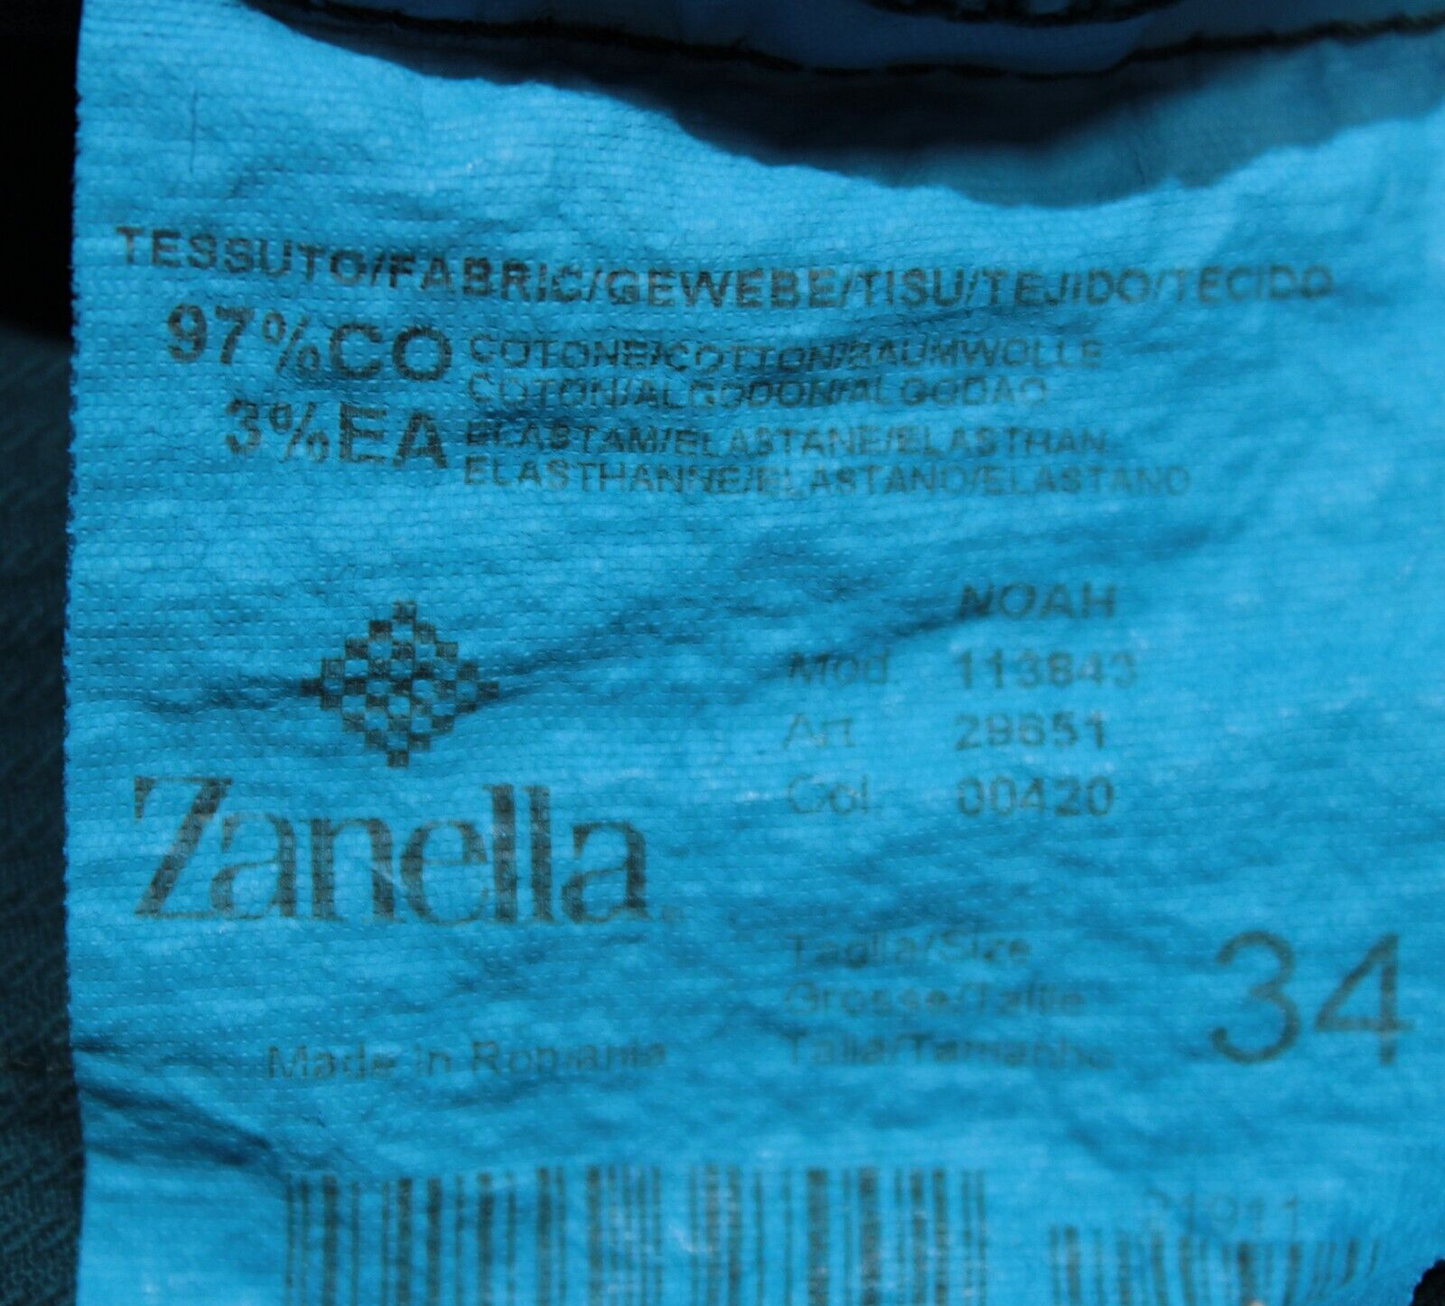 TESSUTO/FABRIC/GEWEBE/TISU/TEJIDO/TECIDO
97%CO COTONE/COTTON/BAUMWOLLE
COTON/ALGODON/ALGODAO
3%EA ELASTAM/ELASTANE/ELASTHAN
ELASTHANNE/ELASTANO/ELASTANO
NOAH
Mod. 113843
Art. 29651
Col. 00420
Zanella
Taglia/Size
Grosse/Taille
Talla/Tamanho
34
Made in Romania